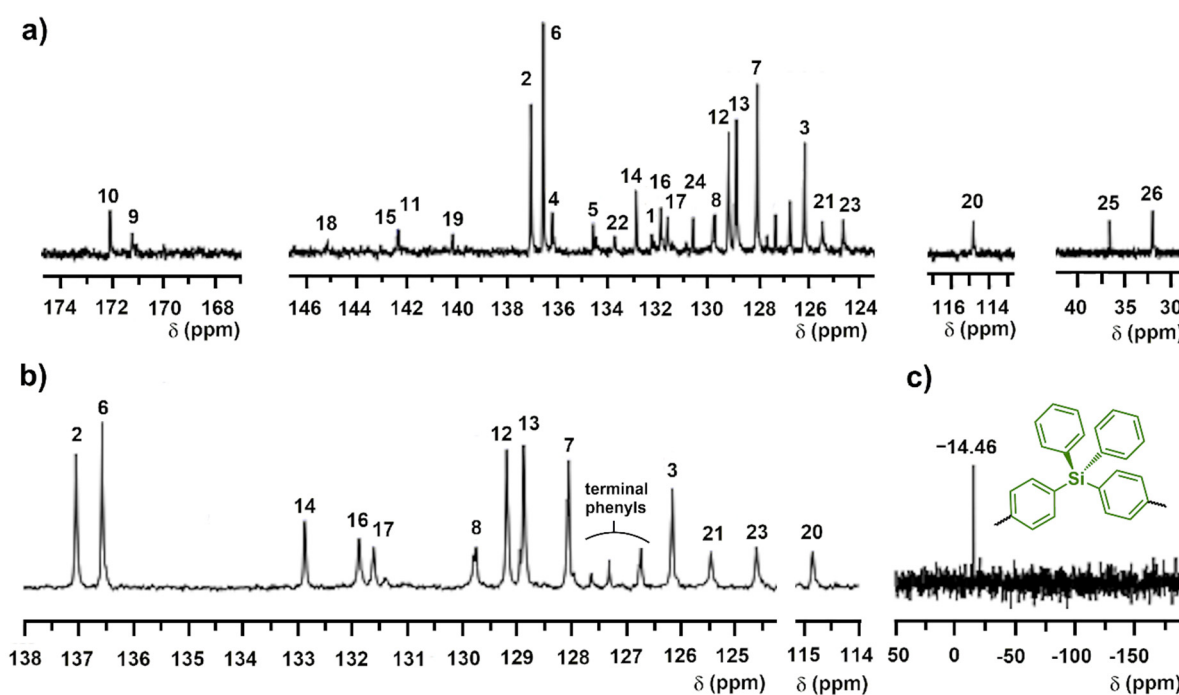 a)
6
2
7
13
12
3
14
16
24
10
9
18
15
11
19
4
5
22
1
17
8
21
23
20
25
26
174 172 170 168
146 144 142 140 138 136 134 132 130 128 126 124
116 114
40 35 30
δ (ppm)
δ (ppm)
δ (ppm)
δ (ppm)
b)
6
2
12
13
7
3
14
16
17
8
terminal
phenyls
21
23
20
138 137 136 135 134 133 132 131 130 129 128 127 126 125
115 114
δ (ppm)
δ (ppm)
c)
−14.46
Si
50 0 -50 -100 -150
δ (ppm)